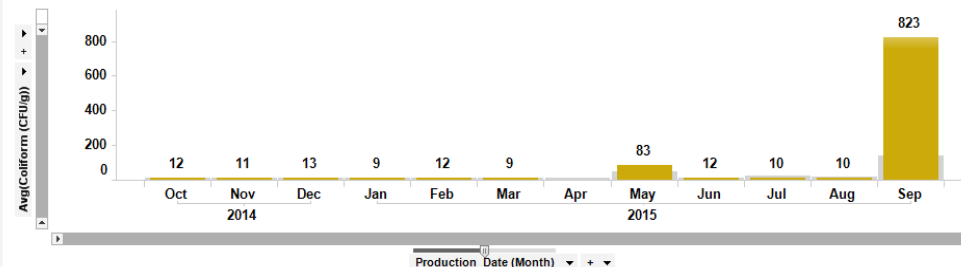 Avg(Coliform (CFU/g))
+
800
600
400
200
0
12 11 13 9 12 9 83 12 10 10 823
Oct Nov Dec Jan Feb Mar Apr May Jun Jul Aug Sep
2014 2015
Production Date (Month) +